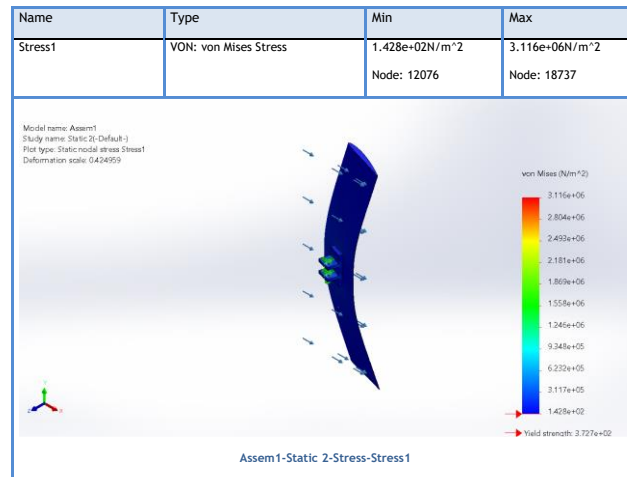 Name Type Min Max
Stress1 VON: von Mises Stress 1.428e+02N/m^2 3.116e+06N/m^2
Node: 12076 Node: 18737
Model name: Assem1
Study name: Static 2(-Default-)
Plot type: Static nodal stress Stress1
Deformation scale: 0.424959
von Mises (N/m^2)
3.116e+06
2.804e+06
2.493e+06
2.181e+06
1.869e+06
1.558e+06
1.246e+06
9.348e+05
6.232e+05
3.117e+05
1.428e+02
Yield strength: 3.727e+02
Assem1-Static 2-Stress-Stress1